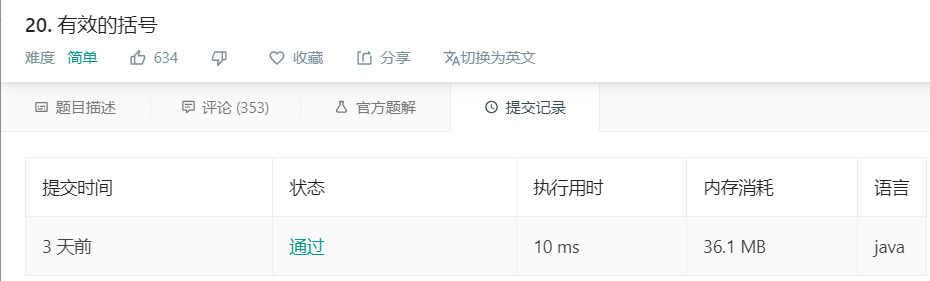 20. 有效的括号
难度 简单 634 收藏 分享 切换为英文
题目描述 评论 (353) 官方题解 提交记录
提交时间 状态 执行用时 内存消耗 语言
3 天前 通过 10 ms 36.1 MB java